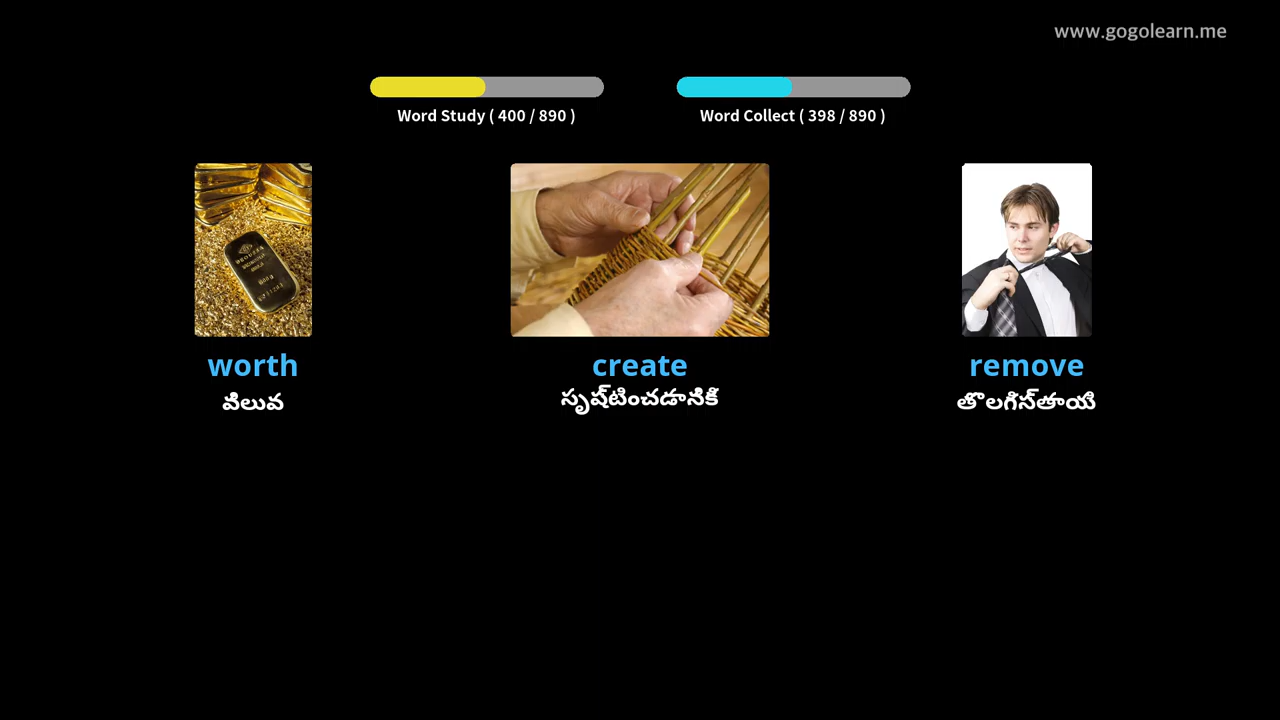 www.gogolearn.me
Word Study ( 400 / 890 )
Word Collect ( 398 / 890 )
worth
create
remove
విలువ
సృష్టించడానికి
తొలగిస్తాయి